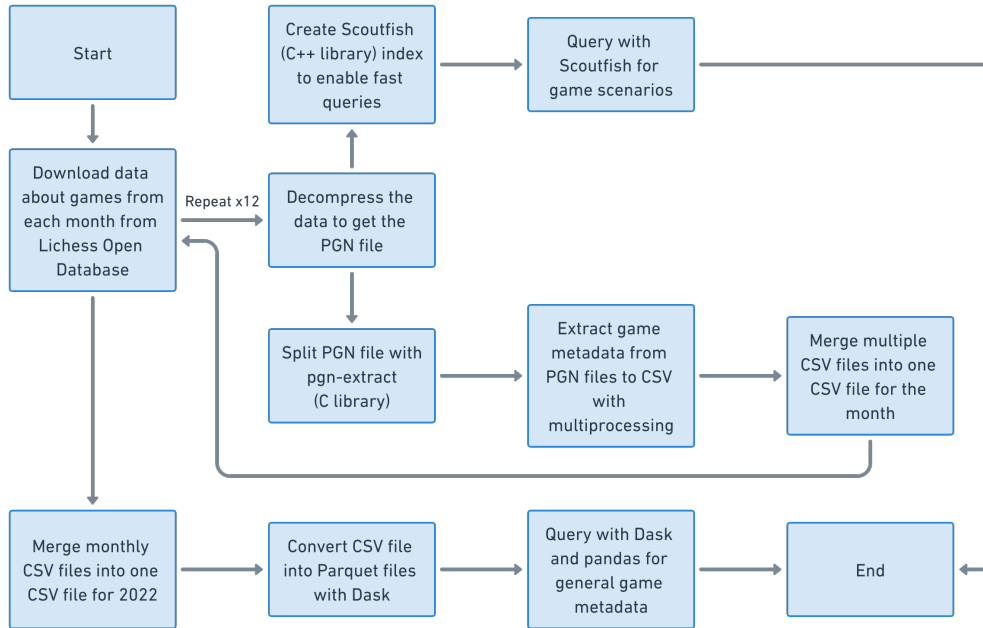 Start
Create Scoutfish
(C++ library) index
to enable fast
queries
Query with
Scoutfish for
game scenarios
Download data
about games from
each month from
Lichess Open
Database
Repeat x12
Decompress the
data to get the
PGN file
Split PGN file with
pgn-extract
(C library)
Extract game
metadata from
PGN files to CSV
with
multiprocessing
Merge multiple
CSV files into one
CSV file for the
month
Merge monthly
CSV files into one
CSV file for 2022
Convert CSV file
into Parquet files
with Dask
Query with Dask
and pandas for
general game
metadata
End